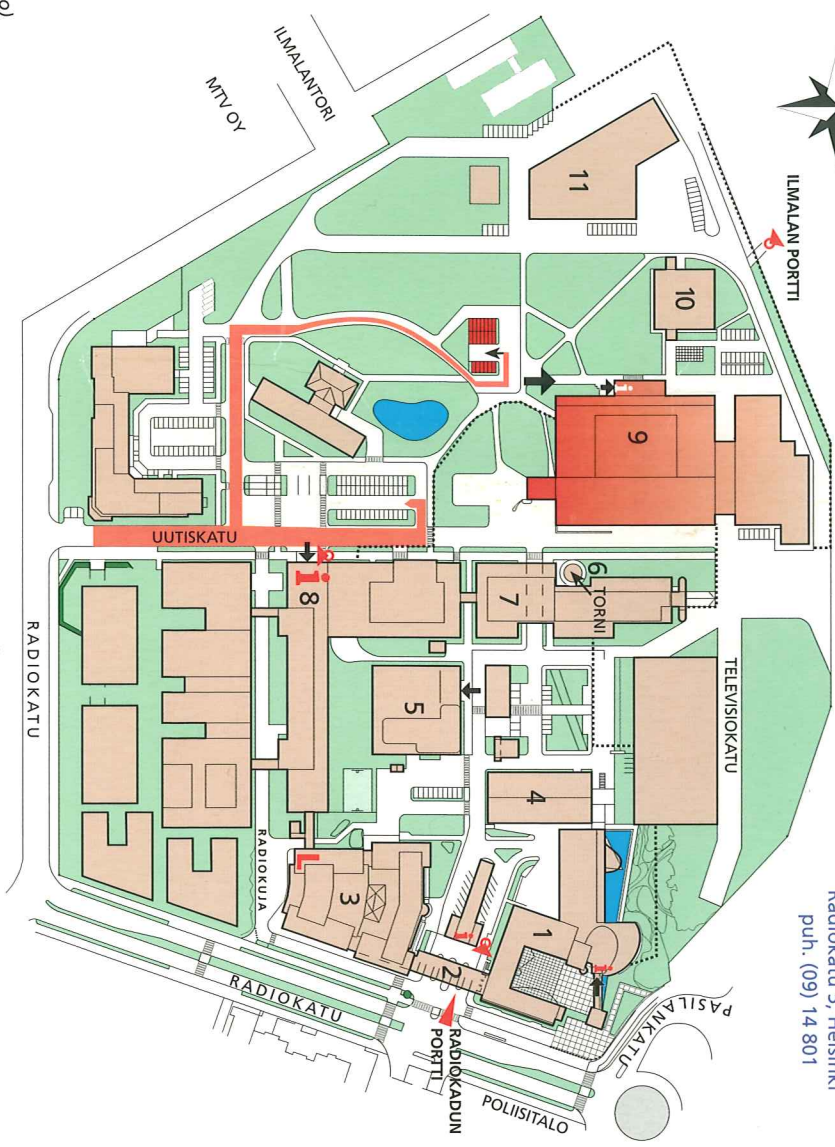 ILMALANTORI
MTV OY
ILMALAN PORTTI
11
10
i
9
UUTISKATU
i
8
7
6
TORNI
5
4
TELEVISIOKATU
RADIOKATU
RADIOKUJA
L
3
i
2
1
i
RADIOKATU
RADIOKADUN
PORTTI
PASILANKATU
POLIISITALO
Radiokatu 5, Helsinki
puh. (09) 14 801